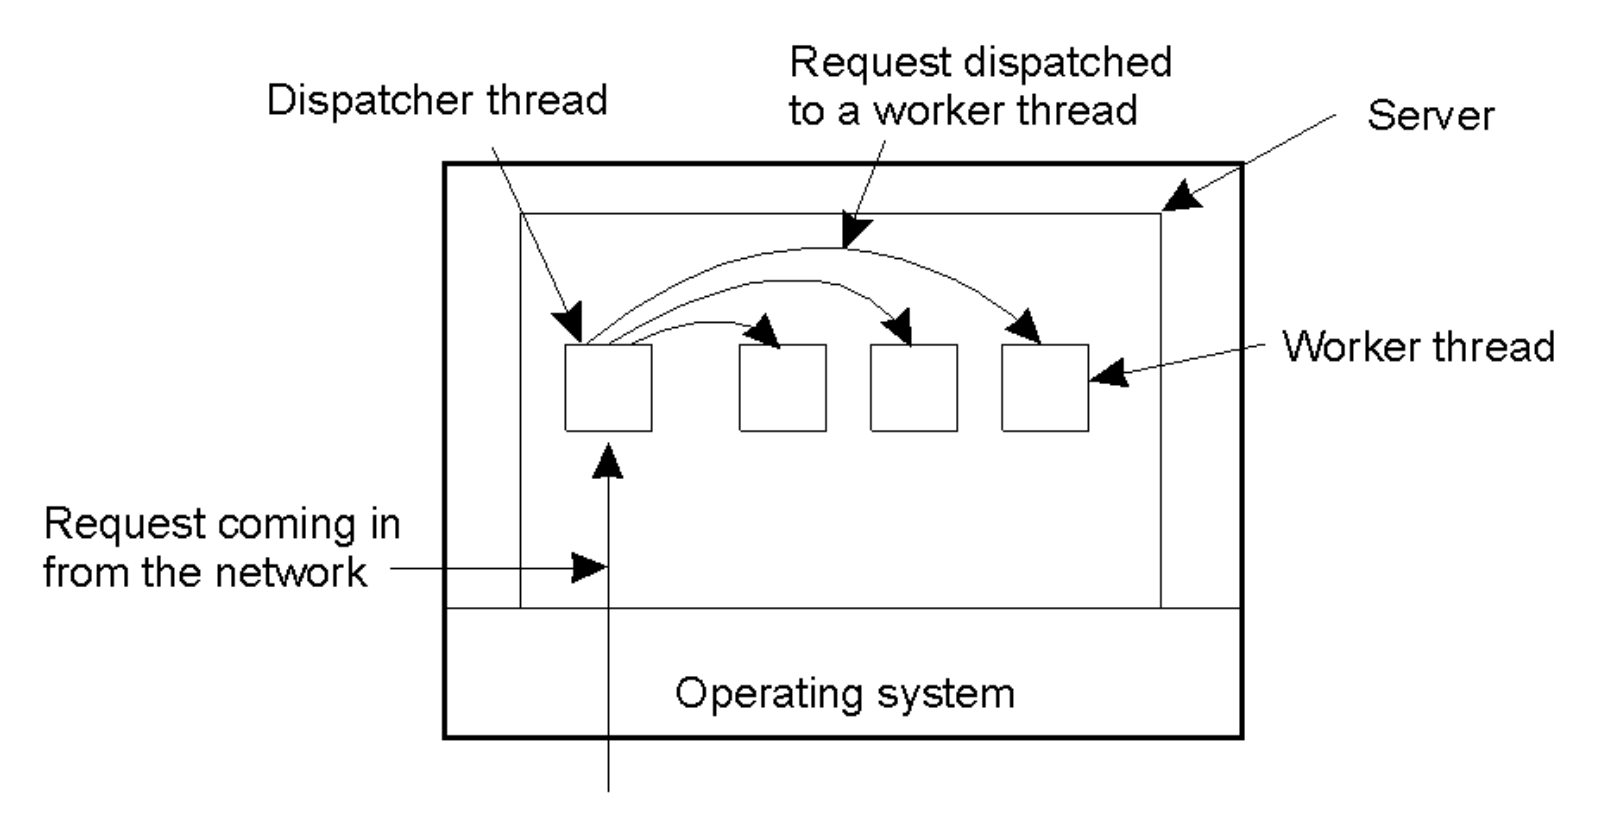 Request dispatched
to a worker thread
Dispatcher thread
Server
Worker thread
Request coming in
from the network
Operating system